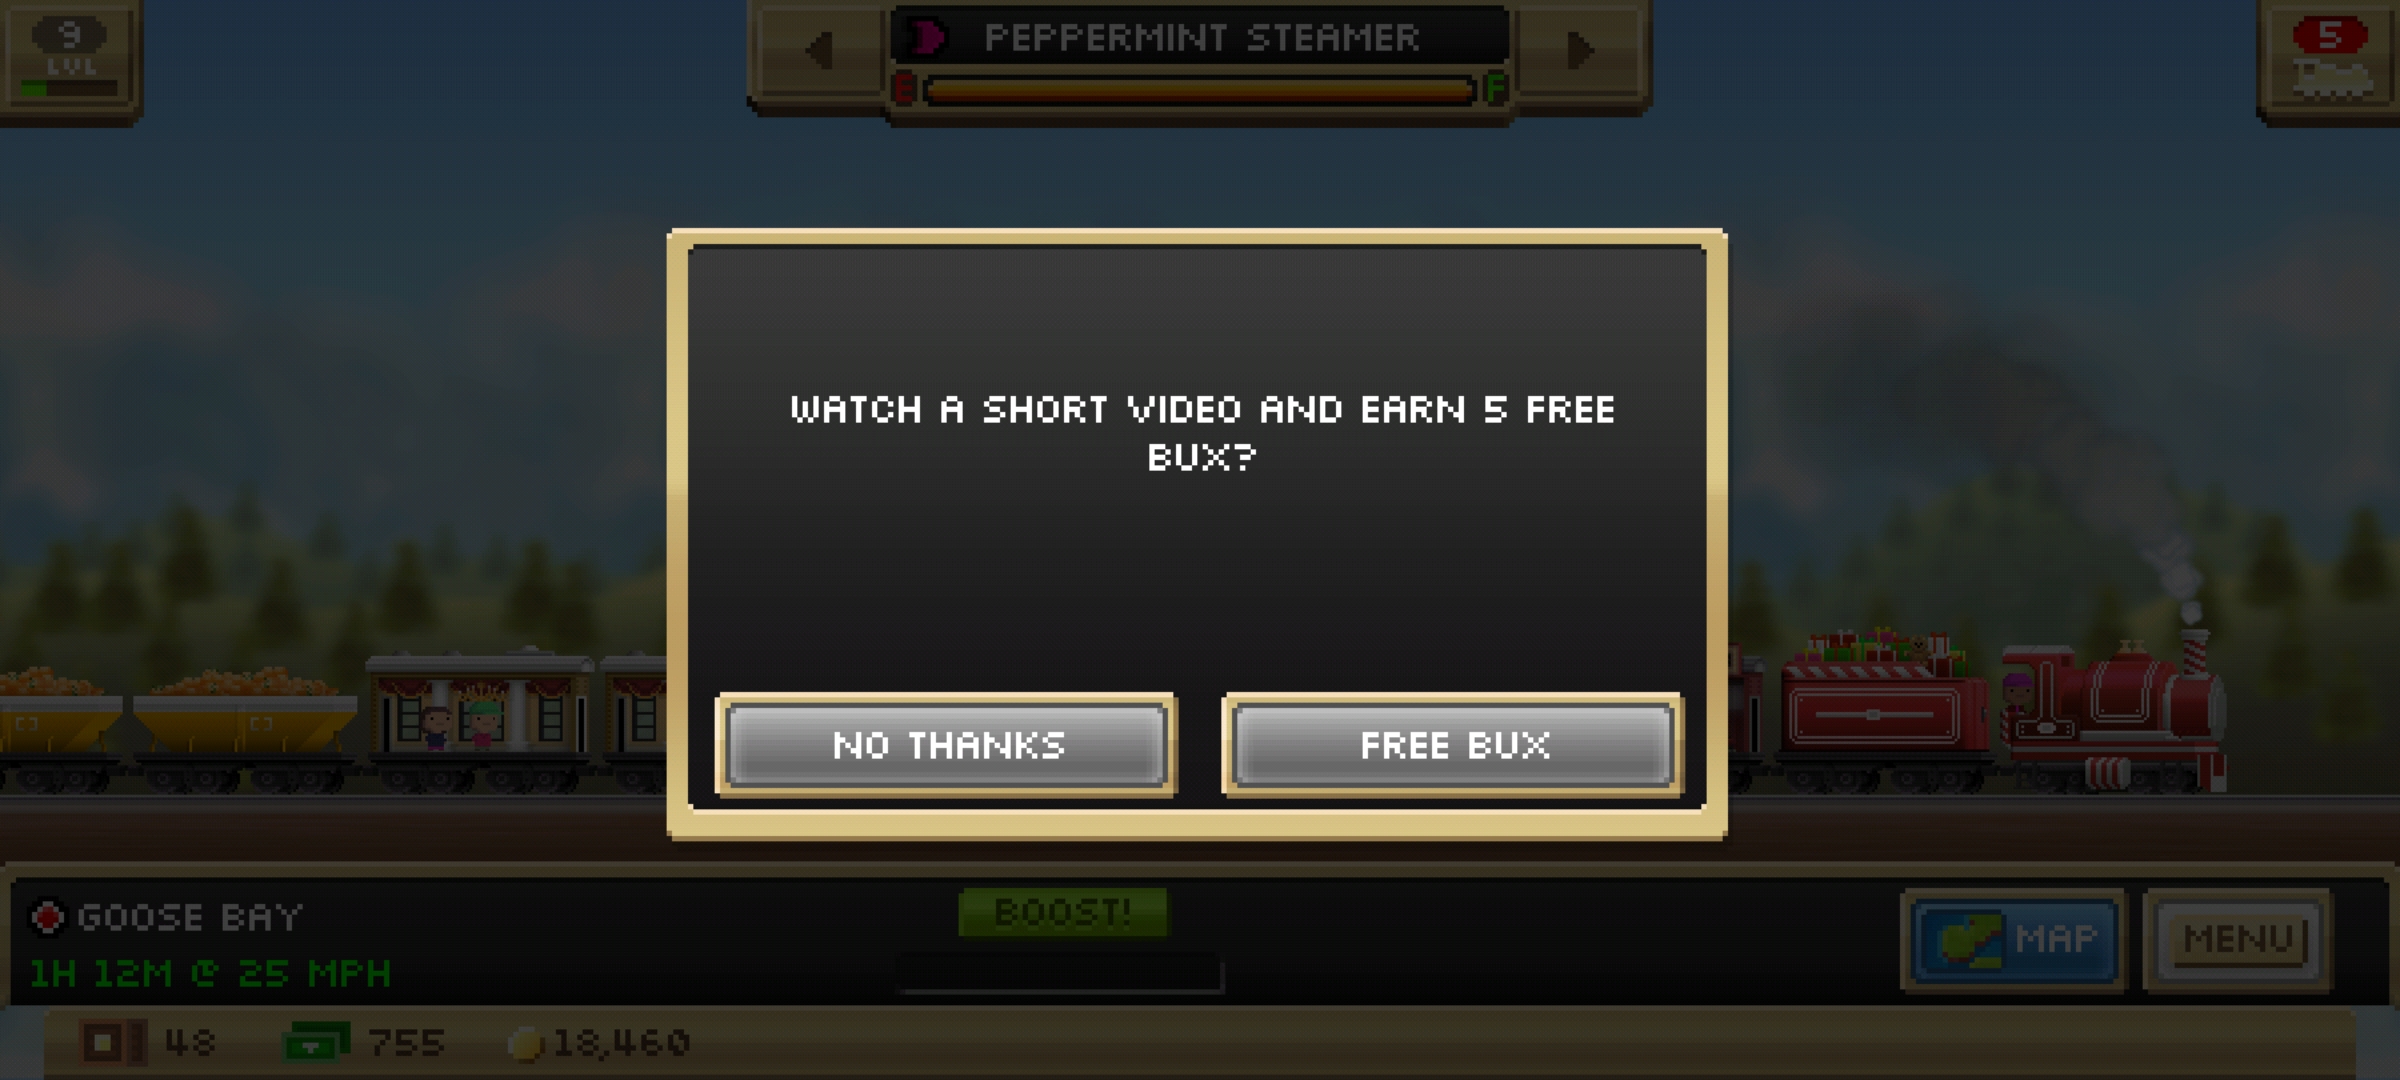 9
LVL
PEPPERMINT STEAMER
E
F
5
WATCH A SHORT VIDEO AND EARN 5 FREE
BUX?
NO THANKS
FREE BUX
GOOSE BAY
1H 12M @ 25 MPH
BOOST!
MAP
MENU
48
755
18,460